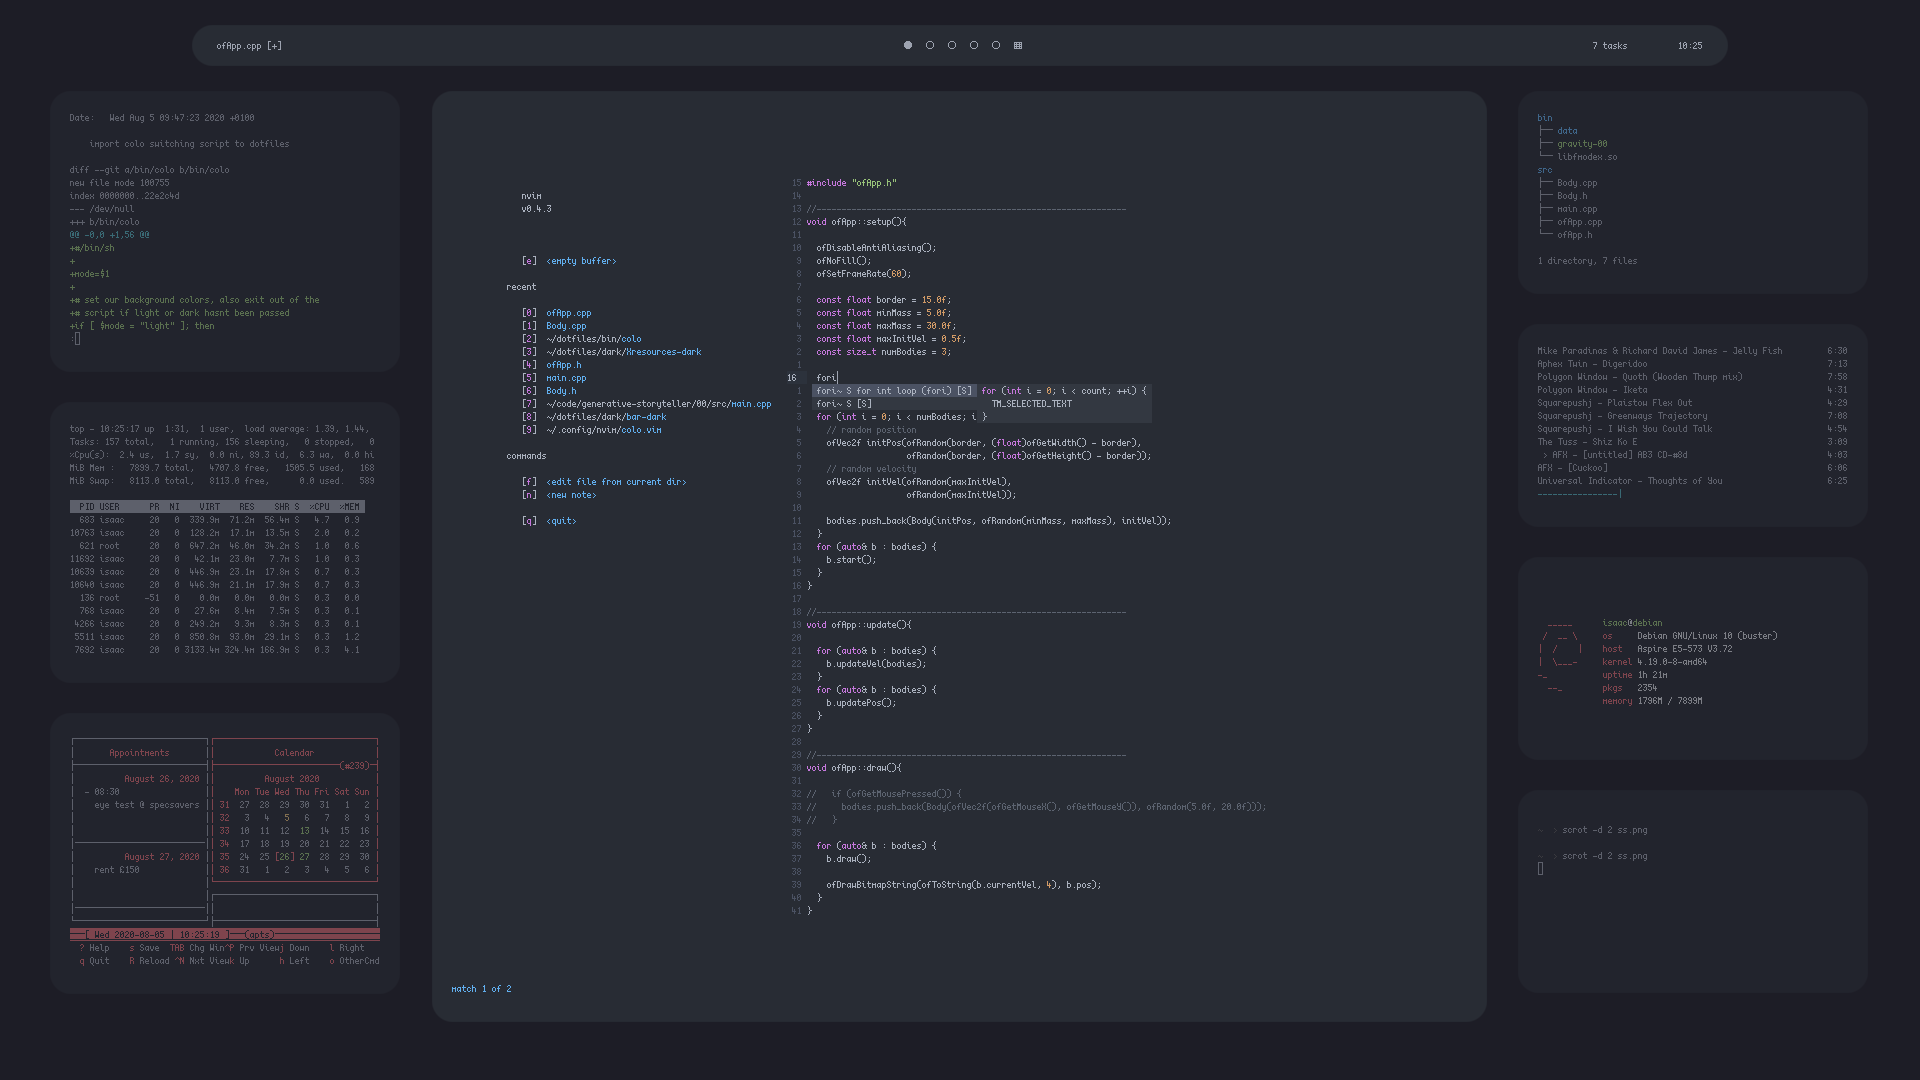 ofApp.cpp [+]
7 tasks 10:25
Date:   Wed Aug 5 09:47:23 2020 +0100
import colo switching script to dotfiles
diff --git a/bin/colo b/bin/colo
new file mode 100755
index 0000000..22e2c4d
--- /dev/null
+++ b/bin/colo
@@ -0,0 +1,56 @@
+#/bin/sh
+
+mode=$1
+
+# set our background colors, also exit out of the
+# script if light or dark hasnt been passed
+if [ $mode = "light" ]; then
:
top - 10:25:17 up  1:31,  1 user,  load average: 1.39, 1.44,
Tasks: 157 total,   1 running, 156 sleeping,   0 stopped,   0
%Cpu(s):  2.4 us,  1.7 sy,  0.0 ni, 89.3 id,  6.3 wa,  0.0 hi
MiB Mem :   7899.7 total,   4707.8 free,   1505.5 used,   168
MiB Swap:   8113.0 total,   8113.0 free,      0.0 used.   589
PID USER      PR  NI    VIRT    RES    SHR S  %CPU  %MEM
683 isaac     20   0  339.9m  71.2m  56.4m S   4.7   0.9
10763 isaac     20   0  128.2m  17.1m  13.5m S   2.0   0.2
621 root      20   0  647.2m  46.0m  34.2m S   1.0   0.6
11692 isaac     20   0   42.1m  23.0m   7.7m S   1.0   0.3
10639 isaac     20   0  446.9m  23.1m  17.8m S   0.7   0.3
10640 isaac     20   0  446.9m  21.1m  17.9m S   0.7   0.3
136 root     -51   0    0.0m   0.0m   0.0m S   0.3   0.0
768 isaac     20   0   27.6m   8.4m   7.5m S   0.3   0.1
4266 isaac     20   0  249.2m   9.3m   8.3m S   0.3   0.1
5511 isaac     20   0  850.8m  93.0m  29.1m S   0.3   1.2
7692 isaac     20   0 3133.4m 324.4m 166.9m S   0.3   4.1
Appointments
August 26, 2020
- 08:30
eye test @ specsavers
August 27, 2020
rent £150
Calendar
(#239)
August 2020
Mon Tue Wed Thu Fri Sat Sun
31  27  28  29  30  31   1   2
32   3   4   5   6   7   8   9
33  10  11  12  13  14  15  16
34  17  18  19  20  21  22  23
35  24  25 [26] 27  28  29  30
36  31   1   2   3   4   5   6
[ Wed 2020-08-05 | 10:25:19 ] (apts)
? Help    s Save  TAB Chg Win^P Prv Viewj Down    l Right
q Quit    R Reload ^N Nxt Viewk Up      h Left    o OtherCmd
nvim
v0.4.3
[e]  <empty buffer>
recent
[0]  ofApp.cpp
[1]  Body.cpp
[2]  ~/dotfiles/bin/colo
[3]  ~/dotfiles/dark/Xresources-dark
[4]  ofApp.h
[5]  main.cpp
[6]  Body.h
[7]  ~/code/generative-storyteller/00/src/main.cpp
[8]  ~/dotfiles/dark/bar-dark
[9]  ~/.config/nvim/colo.vim
commands
[f]  <edit file from current dir>
[n]  <new note>
[q]  <quit>
match 1 of 2
15 #include "ofApp.h"
14
13 //--------------------------------------------------------------
12 void ofApp::setup(){
11
10   ofDisableAntiAliasing();
9   ofNoFill();
8   ofSetFrameRate(60);
7
6   const float border = 15.0f;
5   const float minMass = 5.0f;
4   const float maxMass = 30.0f;
3   const float maxInitVel = 0.5f;
2   const size_t numBodies = 3;
1
16   fori
1   fori~ S for int loop (fori) [S]  for (int i = 0; i < count; ++i) {
2   fori~ S [S]                        TM_SELECTED_TEXT
3   for (int i = 0; i < numBodies; i }
4     // random position
5     ofVec2f initPos(ofRandom(border, (float)ofGetWidth() - border),
6                     ofRandom(border, (float)ofGetHeight() - border));
7     // random velocity
8     ofVec2f initVel(ofRandom(maxInitVel),
9                     ofRandom(maxInitVel));
10
11     bodies.push_back(Body(initPos, ofRandom(minMass, maxMass), initVel));
12   }
13   for (auto& b : bodies) {
14     b.start();
15   }
16 }
17
18 //--------------------------------------------------------------
19 void ofApp::update(){
20
21   for (auto& b : bodies) {
22     b.updateVel(bodies);
23   }
24   for (auto& b : bodies) {
25     b.updatePos();
26   }
27 }
28
29 //--------------------------------------------------------------
30 void ofApp::draw(){
31
32 //   if (ofGetMousePressed()) {
33 //     bodies.push_back(Body(ofVec2f(ofGetMouseX(), ofGetMouseY()), ofRandom(5.0f, 20.0f)));
34 //   }
35
36   for (auto& b : bodies) {
37     b.draw();
38
39     ofDrawBitmapString(ofToString(b.currentVel, 4), b.pos);
40   }
41 }
bin
├── data
├── gravity-00
└── libfmodex.so
src
├── Body.cpp
├── Body.h
├── main.cpp
├── ofApp.cpp
└── ofApp.h
1 directory, 7 files
Mike Paradinas & Richard David James - Jelly Fish 6:30
Aphex Twin - Digeridoo 7:13
Polygon Window - Quoth (Wooden Thump mix) 7:58
Polygon Window - Iketa 4:31
Squarepushj - Plaistow Flex Out 4:29
Squarepushj - Greenways Trajectory 7:08
Squarepushj - I Wish You Could Talk 4:54
The Tuss - Shiz Ko E 3:09
> AFX - [untitled] AB3 CD-#8d 4:03
AFX - [Cuckoo] 6:06
Universal Indicator - Thoughts of You 6:25
----------------|
isaac@debian
os     Debian GNU/Linux 10 (buster)
host   Aspire E5-573 V3.72
kernel 4.19.0-8-amd64
uptime 1h 21m
pkgs   2354
memory 1796M / 7899M
~ > scrot -d 2 ss.png
~ > scrot -d 2 ss.png